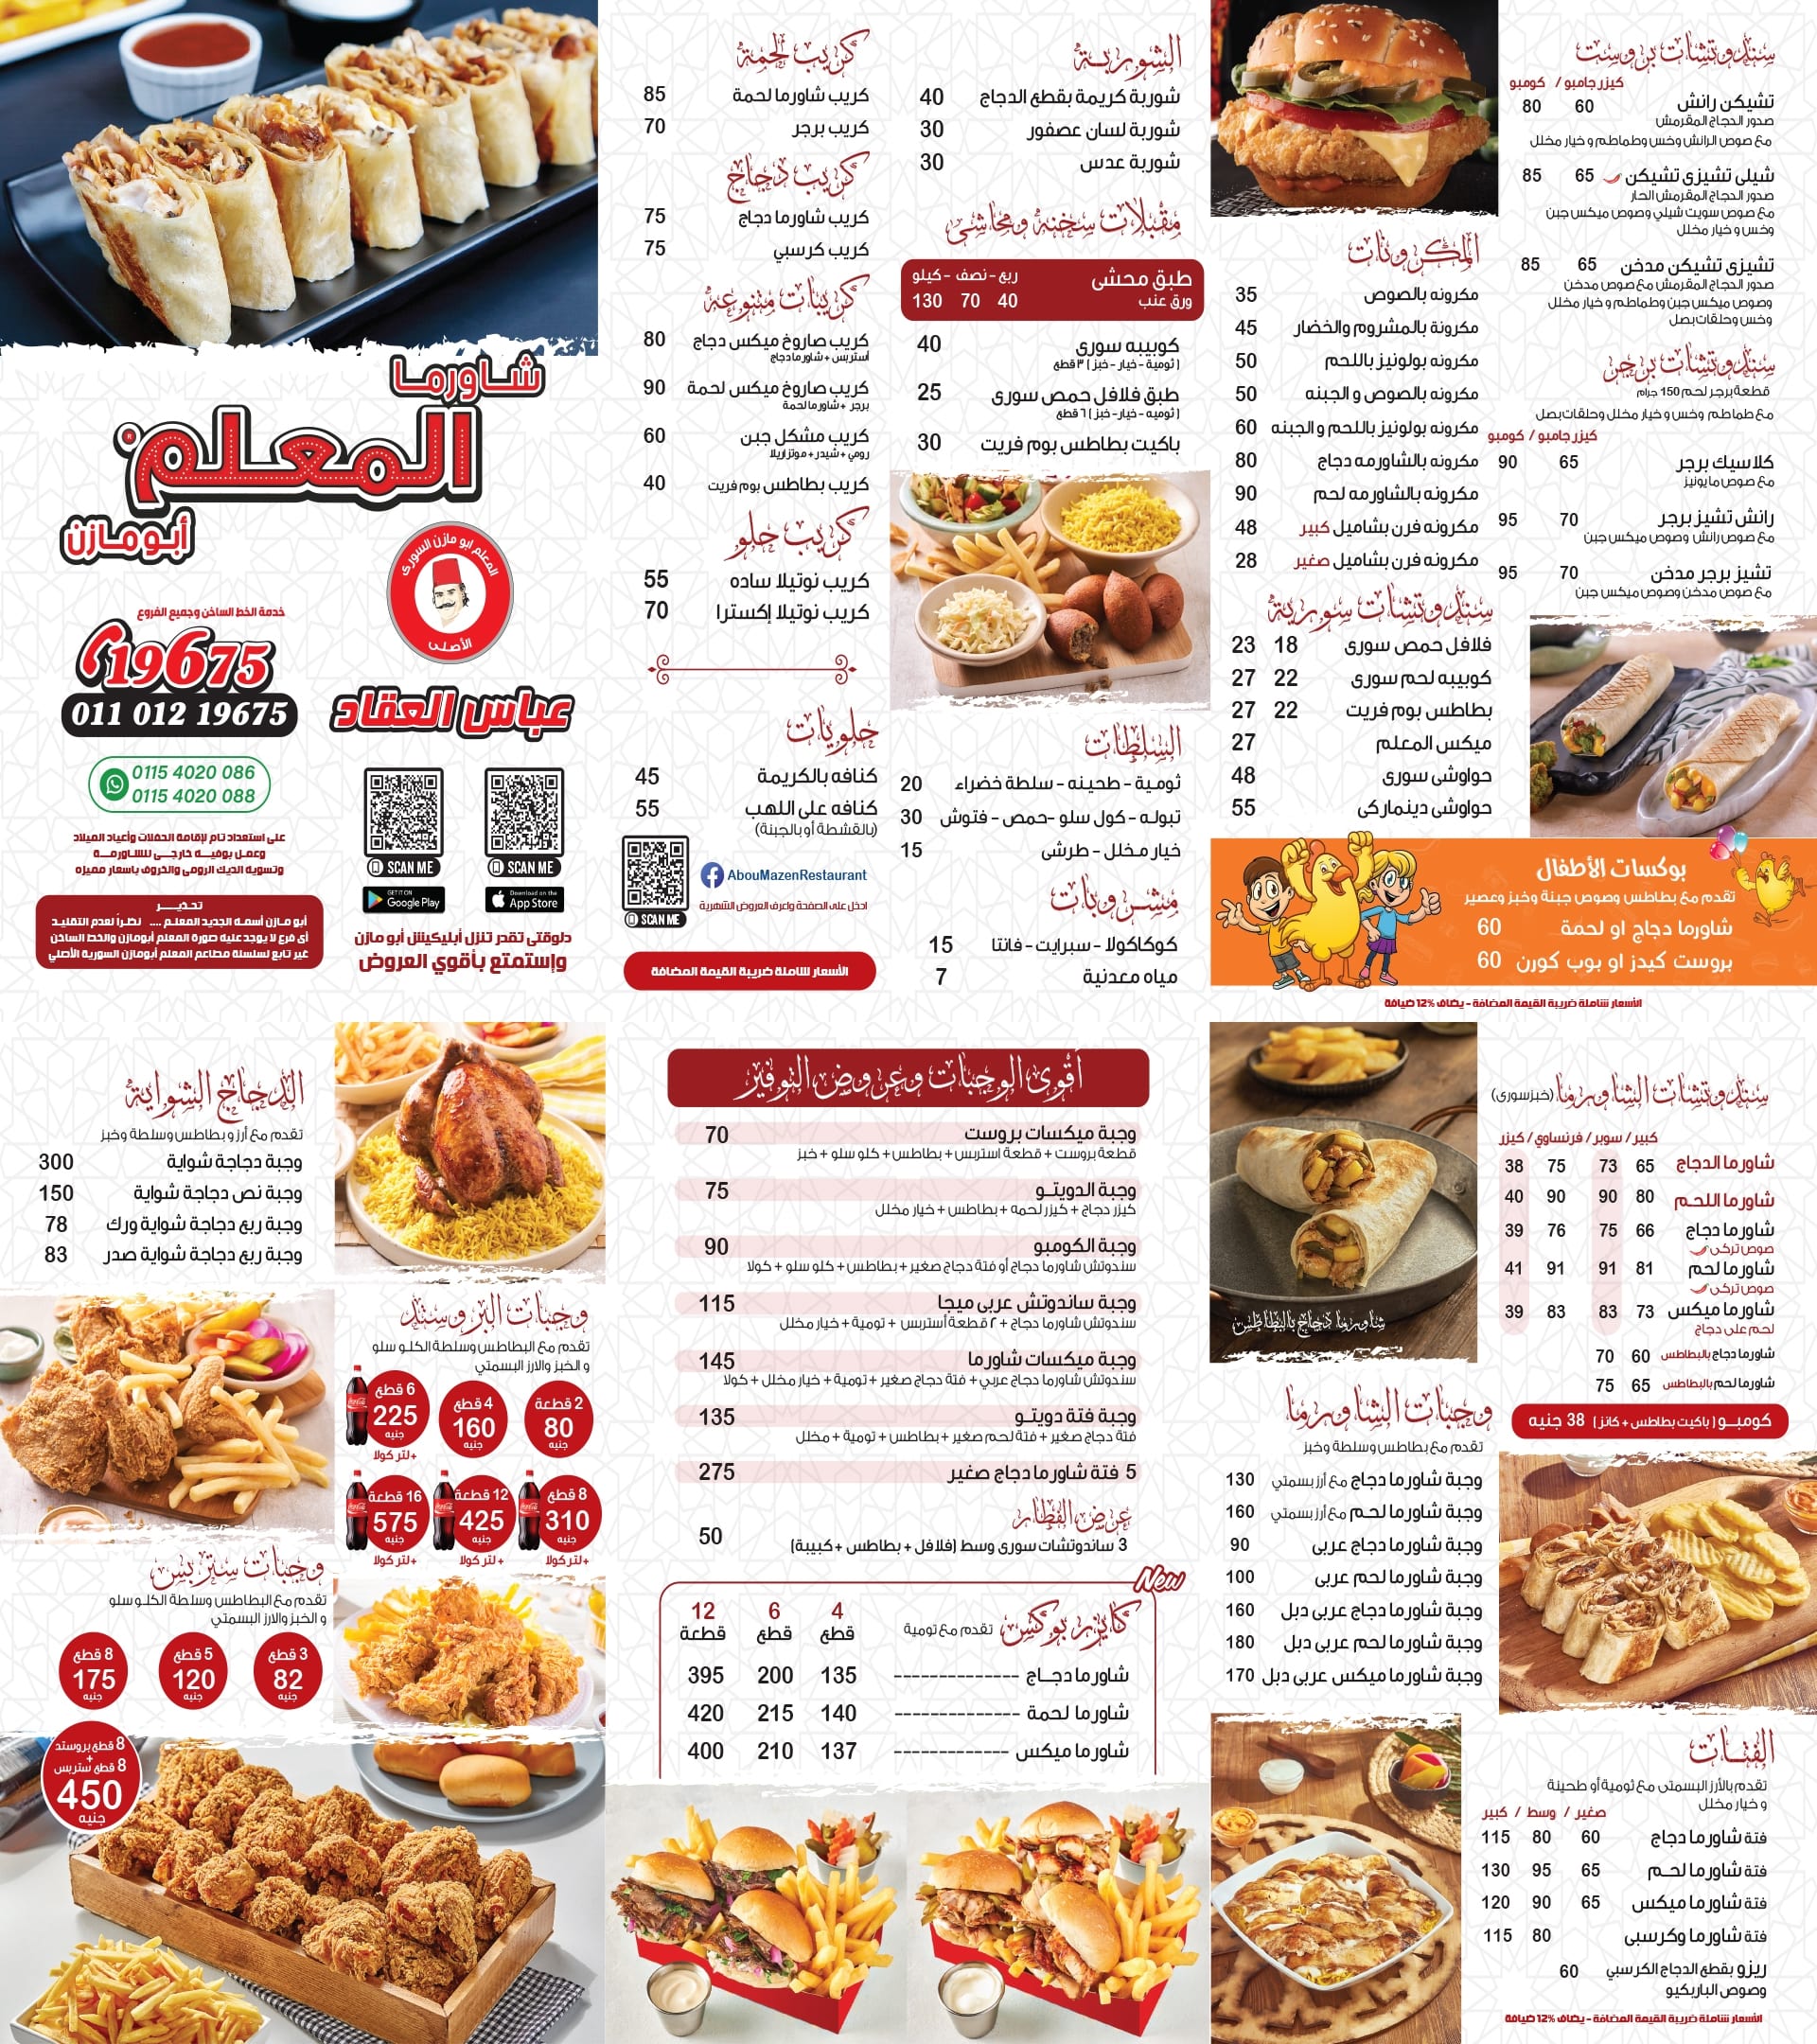 شاورما
المعلم
أبو مازن
المعلم ابو مازن السورى
الأصلى
خدمة الخط الساخن وجميع الفروع
19675
011 012 19675
عباس العقاد
0115 4020 086
0115 4020 088
على استعداد تام لإقامة الحفلات وأعياد الميلاد
وعمل بوفيه خارجى للشاورمة
وتسوية الديك الرومى والخروف باسعار مميزه
تحذيـر
أبو مازن أسمه الجديد المعلم .... نظراً لعدم التقليد
أى فرع لا يوجد عليه صورة المعلم أبومازن والخط الساخن
غير تابع لسلسلة مطاعم المعلم أبومازن السورية الأصلي
SCAN ME
SCAN ME
GET IT ON
Google Play
Download on the
App Store
دلوقتى تقدر تنزل أبليكيشن أبو مازن
وإستمتع بأقوي العروض
كريب لحمة
كريب شاورما لحمة 85
كريب برجر 70
كريب دجاج
كريب شاورما دجاج 75
كريب كرسبي 75
كريبات متنوعه
كريب صاروخ ميكس دجاج 80
أستربس + شاورما دجاج
كريب صاروخ ميكس لحمة 90
برجر + شاورما لحمة
كريب مشكل جبن 60
رومي + شيدر + موتزاريلا
كريب بطاطس بوم فريت 40
كريب حلو
كريب نوتيلا ساده 55
كريب نوتيلا إكسترا 70
حلويات
كنافه بالكريمة 45
كنافه على اللهب 55
(بالقشطة أو بالجبنة)
SCAN ME
AbouMazenRestaurant
ادخل على الصفحة واعرف العروض الشهرية
الأسعار شاملة ضريبة القيمة المضافة
الشوربة
شوربة كريمة بقطع الدجاج 40
شوربة لسان عصفور 30
شوربة عدس 30
مقبلات سخنه ومحاشى
طبق محشى ربع - نصف - كيلو
ورق عنب 40 70 130
كوبيبه سورى 40
( ثومية - خيار - خبز ) ٣ قطع
طبق فلافل حمص سورى 25
( ثوميه - خيار - خبز ) ٦ قطع
باكيت بطاطس بوم فريت 30
السلطات
ثومية - طحينه - سلطة خضراء 20
تبوله - كول سلو -حمص - فتوش 30
خيار مخلل - طرشى 15
مشروبات
كوكاكولا - سبرايت - فانتا 15
مياه معدنية 7
المكرونات
مكرونه بالصوص 35
مكرونة بالمشروم والخضار 45
مكرونه بولونيز باللحم 50
مكرونه بالصوص و الجبنه 50
مكرونه بولونيز باللحم و الجبنه 60
مكرونه بالشاورمه دجاج 80
مكرونه بالشاورمه لحم 90
مكرونه فرن بشاميل كبير 48
مكرونه فرن بشاميل صغير 28
سندوتشات سورية
فلافل حمص سورى 18 23
كوبيبه لحم سورى 22 27
بطاطس بوم فريت 22 27
ميكس المعلم 27
حواوشى سورى 48
حواوشى دينماركى 55
سندوتشات بروست
كيزر جامبو / كومبو
تشيكن رانش 60 80
صدور الدجاج المقرمش
مع صوص الرانش وخس وطماطم و خيار مخلل
شيلى تشيزى تشيكن 65 85
صدور الدجاج المقرمش الحار
مع صوص سويت شيلي وصوص ميكس جبن
وخس و خيار مخلل
تشيزى تشيكن مدخن 65 85
صدور الدجاج المقرمش مع صوص مدخن
وصوص ميكس جبن وطماطم و خيار مخلل
وخس وحلقات بصل
سندوتشات برجر
قطعة برجر لحم 150 جرام
مع طماطم وخس و خيار مخلل وحلقات بصل
كيزر جامبو / كومبو
كلاسيك برجر 65 90
مع صوص مايونيز
رانش تشيز برجر 70 95
مع صوص رانش وصوص ميكس جبن
تشيز برجر مدخن 70 95
مع صوص مدخن وصوص ميكس جبن
بوكسات الأطفال
تقدم مع بطاطس وصوص جبنة وخبز وعصير
شاورما دجاج او لحمة 60
بروست كيدز او بوب كورن 60
الأسعار شاملة ضريبة القيمة المضافة - يضاف 12% ضيافة
الدجاج الشواية
تقدم مع أرز و بطاطس وسلطة وخبز
وجبة دجاجة شواية 300
وجبة نص دجاجة شواية 150
وجبة ربع دجاجة شواية ورك 78
وجبة ربع دجاجة شواية صدر 83
وجبات البروستد
تقدم مع البطاطس وسلطة الكلو سلو
و الخبز والارز البسمتي
2 قطعة
80
جنيه
4 قطع
160
جنيه
6 قطع
225
جنيه
+ لتر كولا
8 قطع
310
جنيه
+ لتر كولا
12 قطعة
425
جنيه
+ لتر كولا
16 قطعة
575
جنيه
+ لتر كولا
وجبات ستربس
تقدم مع البطاطس وسلطة الكلو سلو
و الخبز والارز البسمتي
3 قطع
82
جنيه
5 قطع
120
جنيه
8 قطع
175
جنيه
8 قطع بروستد
+
8 قطع ستربس
450
جنيه
أقوى الوجبات وعروض التوفير
وجبة ميكسات بروست 70
قطعة بروست + قطعة استربس + بطاطس + كلو سلو + خبز
وجبة الدويتو 75
كيزر دجاج + كيزر لحمه + بطاطس + خيار مخلل
وجبة الكومبو 90
سندوتش شاورما دجاج أو فتة دجاج صغير + بطاطس + كلو سلو + كولا
وجبة ساندوتش عربى ميجا 115
سندوتش شاورما دجاج + ٢ قطعة أستربس + تومية + خيار مخلل
وجبة ميكسات شاورما 145
سندوتش شاورما دجاج عربي + فتة دجاج صغير + تومية + خيار مخلل + كولا
وجبة فتة دويتو 135
فتة دجاج صغير + فتة لحم صغير + بطاطس + تومية + مخلل
5 فتة شاورما دجاج صغير 275
عرض الفطار
3 ساندوتشات سورى وسط (فلافل + بطاطس + كبيبة) 50
New
كايزر بوكس تقدم مع تومية
4 قطع 6 قطع 12 قطعة
شاورما دجـاج -------------- 135 200 395
شاورما لحمة -------------- 140 215 420
شاورما ميكس ------------- 137 210 400
شاورما دجاج بالبطاطس
وجبات الشاورما
تقدم مع بطاطس وسلطة وخبز
وجبة شاورما دجاج مع أرز بسمتي 130
وجبة شاورما لحم مع أرز بسمتي 160
وجبة شاورما دجاج عربى 90
وجبة شاورما لحم عربى 100
وجبة شاورما دجاج عربى دبل 160
وجبة شاورما لحم عربى دبل 180
وجبة شاورما ميكس عربى دبل 170
سندوتشات الشاورما (خبزسورى)
كبير / سوبر / فرنساوي / كيزر
شاورما الدجاج 65 73 75 38
شاورما اللحـم 80 90 90 40
شاورما دجاج 66 75 76 39
صوص تركى
شاورما لحم 81 91 91 41
صوص تركى
شاورما ميكس 73 83 83 39
لحم على دجاج
شاورما دجاج بالبطاطس 60 70
شاورما لحم بالبطاطس 65 75
كومبـو ( باكيت بطاطس + كانز ) 38 جنيه
الفتـات
تقدم بالأرز البسمتى مع ثومية أو طحينة
و خيار مخلل
صغير / وسط / كبير
فتة شاورما دجاج 60 80 115
فتة شاورما لحـم 65 95 130
فتة شاورما ميكس 65 90 120
فتة شاورما وكرسبى 80 115
ريزو بقطع الدجاج الكرسبي 60
وصوص الباربكيو
الأسعار شاملة ضريبة القيمة المضافة - يضاف 12% ضيافة